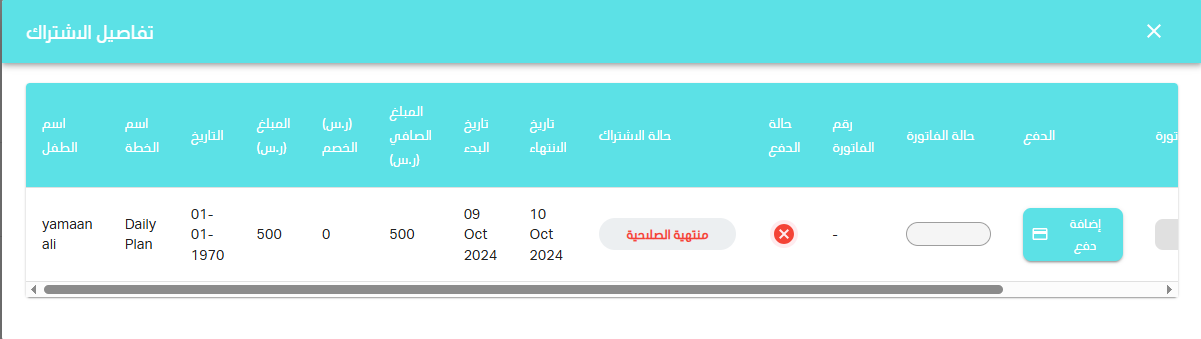 تفاصيل الاشتراك
اسم
الطفل
اسم
الخطة
التاريخ
المبلغ
(ر.س)
(ر.س)
الخصم
المبلغ
الصافي
(ر.س)
تاريخ
البدء
تاريخ
الانتهاء
حالة الاشتراك
حالة
الدفع
رقم
الفاتورة
حالة الفاتورة
الدفع
yamaan
ali
Daily
Plan
01-
01-
1970
500
0
500
09
Oct
2024
10
Oct
2024
منتهية الصلاحية
-
إضافة
دفع